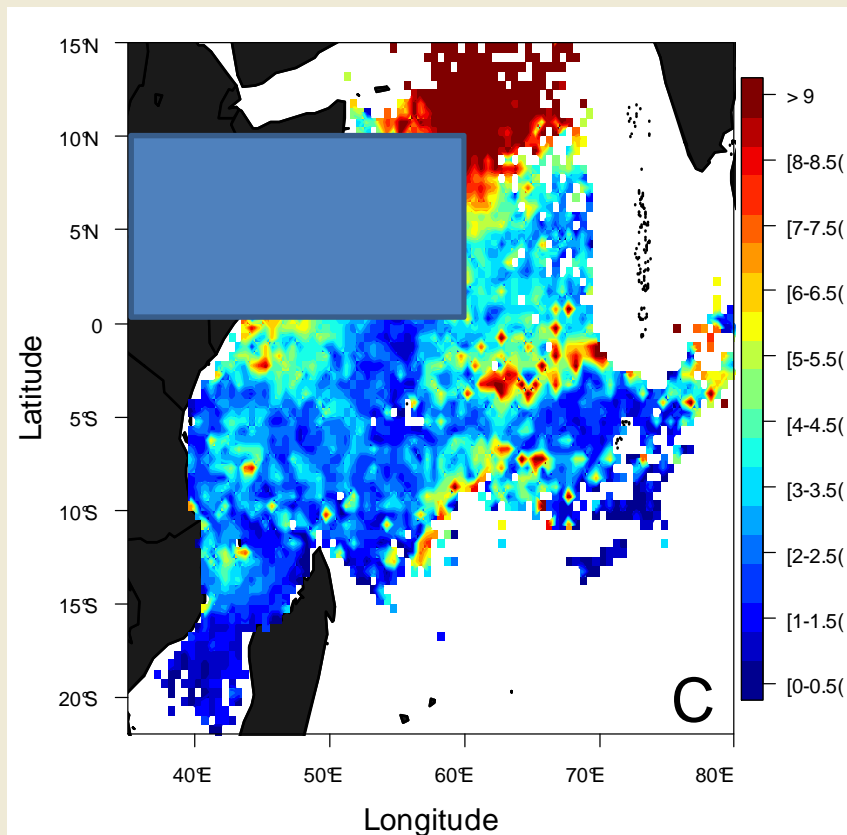 15°N
10°N
5°N
0
5°S
10°S
15°S
20°S
Latitude
40°E
50°E
60°E
70°E
80°E
Longitude
C
> 9
[8-8.5(
[7-7.5(
[6-6.5(
[5-5.5(
[4-4.5(
[3-3.5(
[2-2.5(
[1-1.5(
[0-0.5(